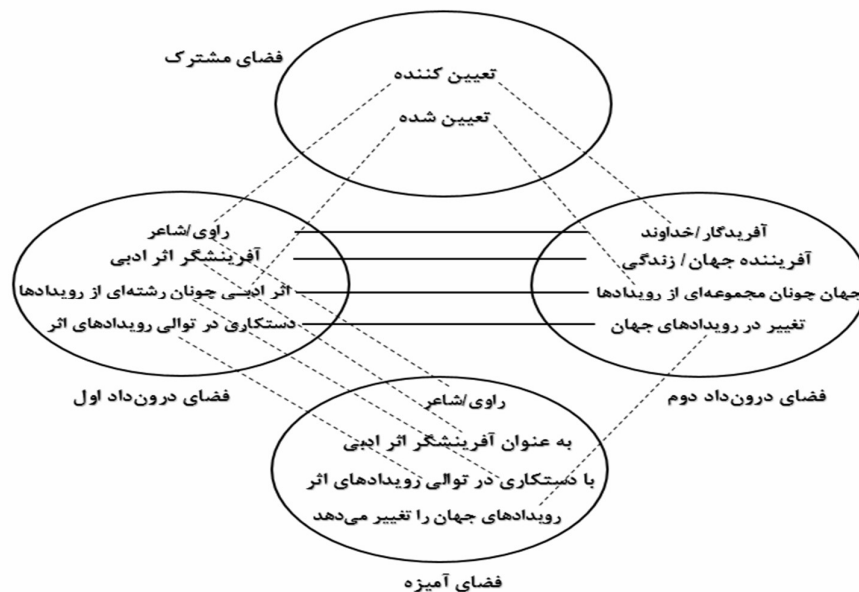 فضای مشترک
تعیین کننده
تعیین شده
راوی/شاعر
آفرینشگر اثر ادبی
اثر ادبی چونان رشته‌ای از رویدادها
دستکاری در توالی رویدادهای اثر
فضای درون‌داد اول
آفریدگار/خداوند
آفریننده جهان/ زندگی
جهان چونان مجموعه‌ای از رویدادها
تغییر در رویدادهای جهان
فضای درون‌داد دوم
راوی/شاعر
به عنوان آفرینشگر اثر ادبی
با دستکاری در توالی رویدادهای اثر
رویدادهای جهان را تغییر می‌دهد
فضای آمیزه